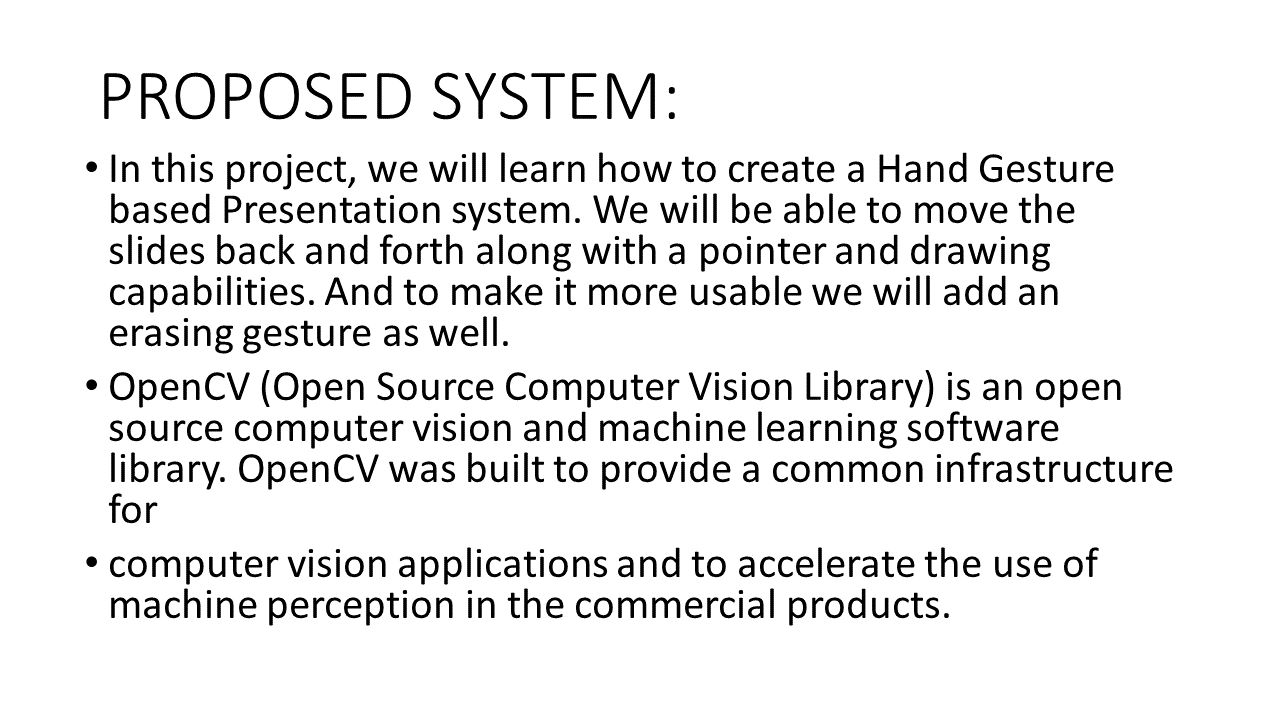 PROPOSED SYSTEM:
• In this project, we will learn how to create a Hand Gesture
based Presentation system. We will be able to move the
slides back and forth along with a pointer and drawing
capabilities. And to make it more usable we will add an
erasing gesture as well.
• OpenCV (Open Source Computer Vision Library) is an open
source computer vision and machine learning software
library. OpenCV was built to provide a common infrastructure
for
• computer vision applications and to accelerate the use of
machine perception in the commercial products.